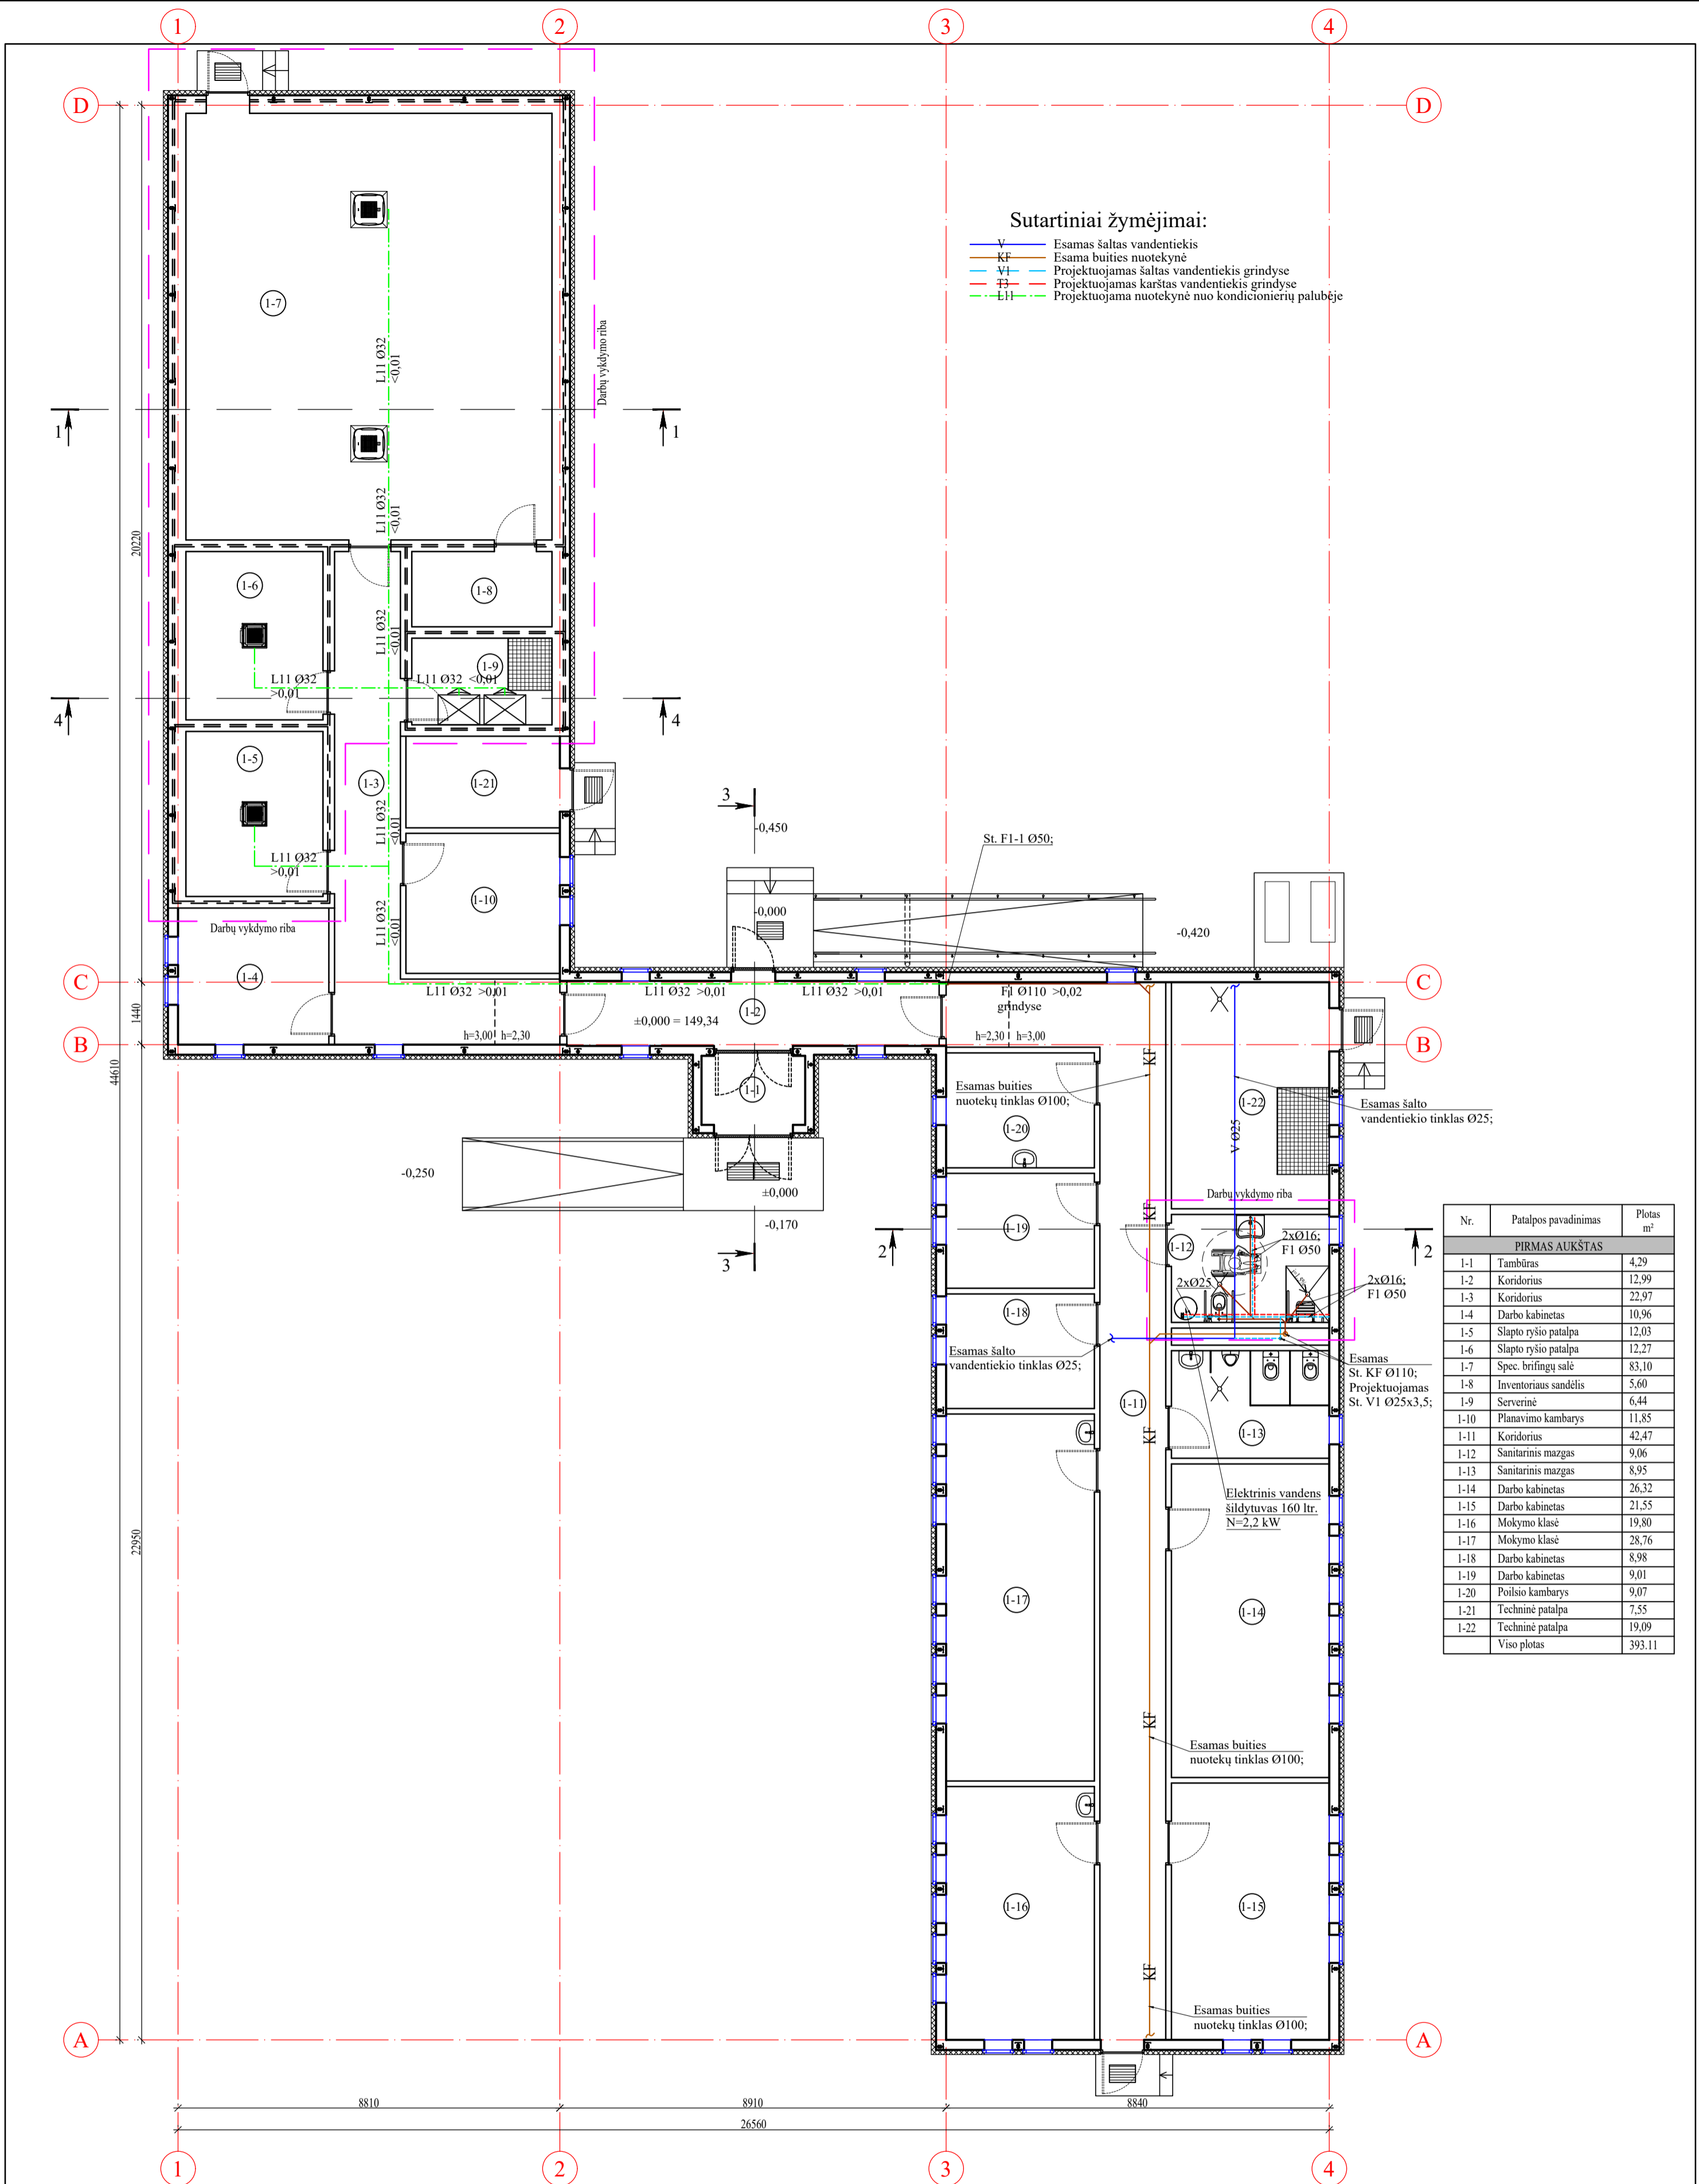 1
2
3
4
D
D
Sutartiniai žymėjimai:
V Esamas šaltas vandentiekis
KF Esama buities nuotekynė
V1 Projektuojamas šaltas vandentiekis grindyse
T3 Projektuojamas karštas vandentiekis grindyse
L11 Projektuojama nuotekynė nuo kondicionierių palubėje
1-7
L11 Ø32
<0,01
Darbų vykdymo riba
1
1
L11 Ø32
<0,01
20220
1-6
1-8
L11 Ø32
<0,01
1-9
L11 Ø32
>0,01
L11 Ø32 <0,01
4
4
1-5
1-3
1-21
L11 Ø32
<0,01
3
-0,450
St. F1-1 Ø50;
L11 Ø32
>0,01
1-10
L11 Ø32
<0,01
-0,000
-0,420
Darbų vykdymo riba
1-4
C
C
L11 Ø32 >0,01
L11 Ø32 >0,01
L11 Ø32 >0,01
F1 Ø110 >0,02
grindyse
1-2
±0,000 = 149,34
1440
h=3,00 h=2,30
h=2,30 h=3,00
B
B
44610
KF
1-1
Esamas buities
nuotekų tinklas Ø100;
1-22
Esamas šalto
vandentiekio tinklas Ø25;
1-20
V Ø25
-0,250
±0,000
-0,170
Darbų vykdymo riba
KF
1-19
1-12
2xØ16;
F1 Ø50
2
2
3
2xØ25
2xØ16;
F1 Ø50
1-18
Esamas šalto
vandentiekio tinklas Ø25;
Esamas
St. KF Ø110;
Projektuojamas
St. V1 Ø25x3,5;
1-11
KF
1-13
Elektrinis vandens
šildytuvas 160 ltr.
N=2,2 kW
22950
1-17
1-14
KF
Esamas buities
nuotekų tinklas Ø100;
1-16
1-15
KF
Esamas buities
nuotekų tinklas Ø100;
A
A
Nr. Patalpos pavadinimas Plotas
m²
PIRMAS AUKŠTAS
1-1 Tambūras 4,29
1-2 Koridorius 12,99
1-3 Koridorius 22,97
1-4 Darbo kabinetas 10,96
1-5 Slapto ryšio patalpa 12,03
1-6 Slapto ryšio patalpa 12,27
1-7 Spec. brifingų salė 83,10
1-8 Inventoriaus sandėlis 5,60
1-9 Serverinė 6,44
1-10 Planavimo kambarys 11,85
1-11 Koridorius 42,47
1-12 Sanitarinis mazgas 9,06
1-13 Sanitarinis mazgas 8,95
1-14 Darbo kabinetas 26,32
1-15 Darbo kabinetas 21,55
1-16 Mokymo klasė 19,80
1-17 Mokymo klasė 28,76
1-18 Darbo kabinetas 8,98
1-19 Darbo kabinetas 9,01
1-20 Poilsio kambarys 9,07
1-21 Techninė patalpa 7,55
1-22 Techninė patalpa 19,09
Viso plotas 393.11
8810
8910
8840
26560
1
2
3
4